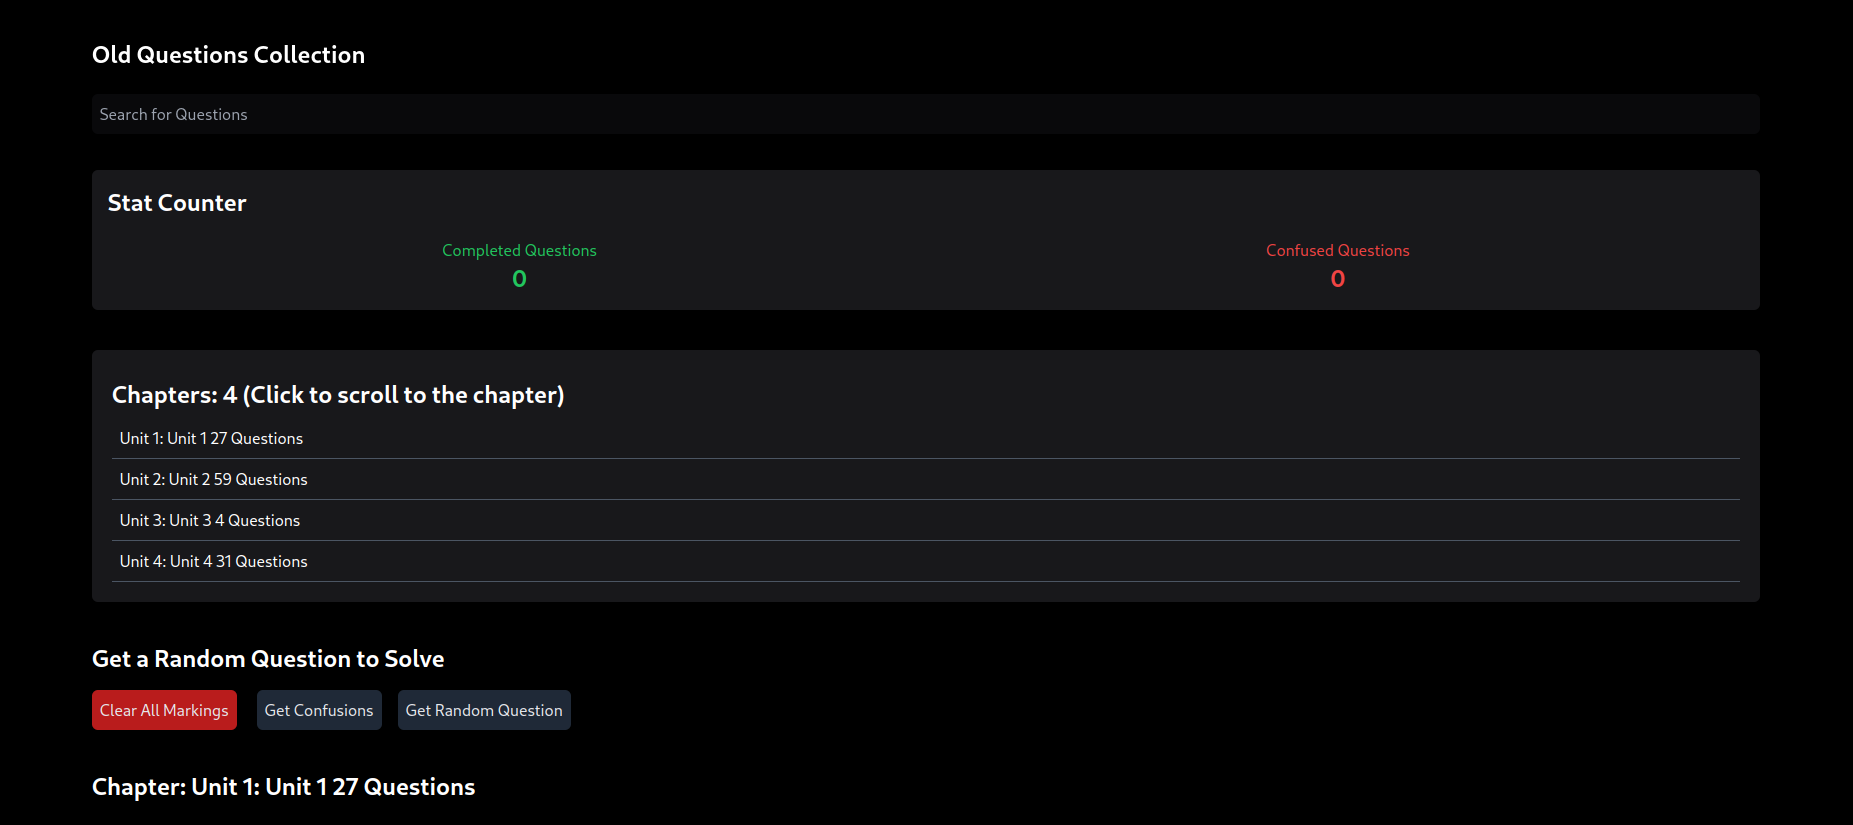 Old Questions Collection
Search for Questions
Stat Counter
Completed Questions
0
Confused Questions
0
Chapters: 4 (Click to scroll to the chapter)
Unit 1: Unit 1 27 Questions
Unit 2: Unit 2 59 Questions
Unit 3: Unit 3 4 Questions
Unit 4: Unit 4 31 Questions
Get a Random Question to Solve
Clear All Markings
Get Confusions
Get Random Question
Chapter: Unit 1: Unit 1 27 Questions